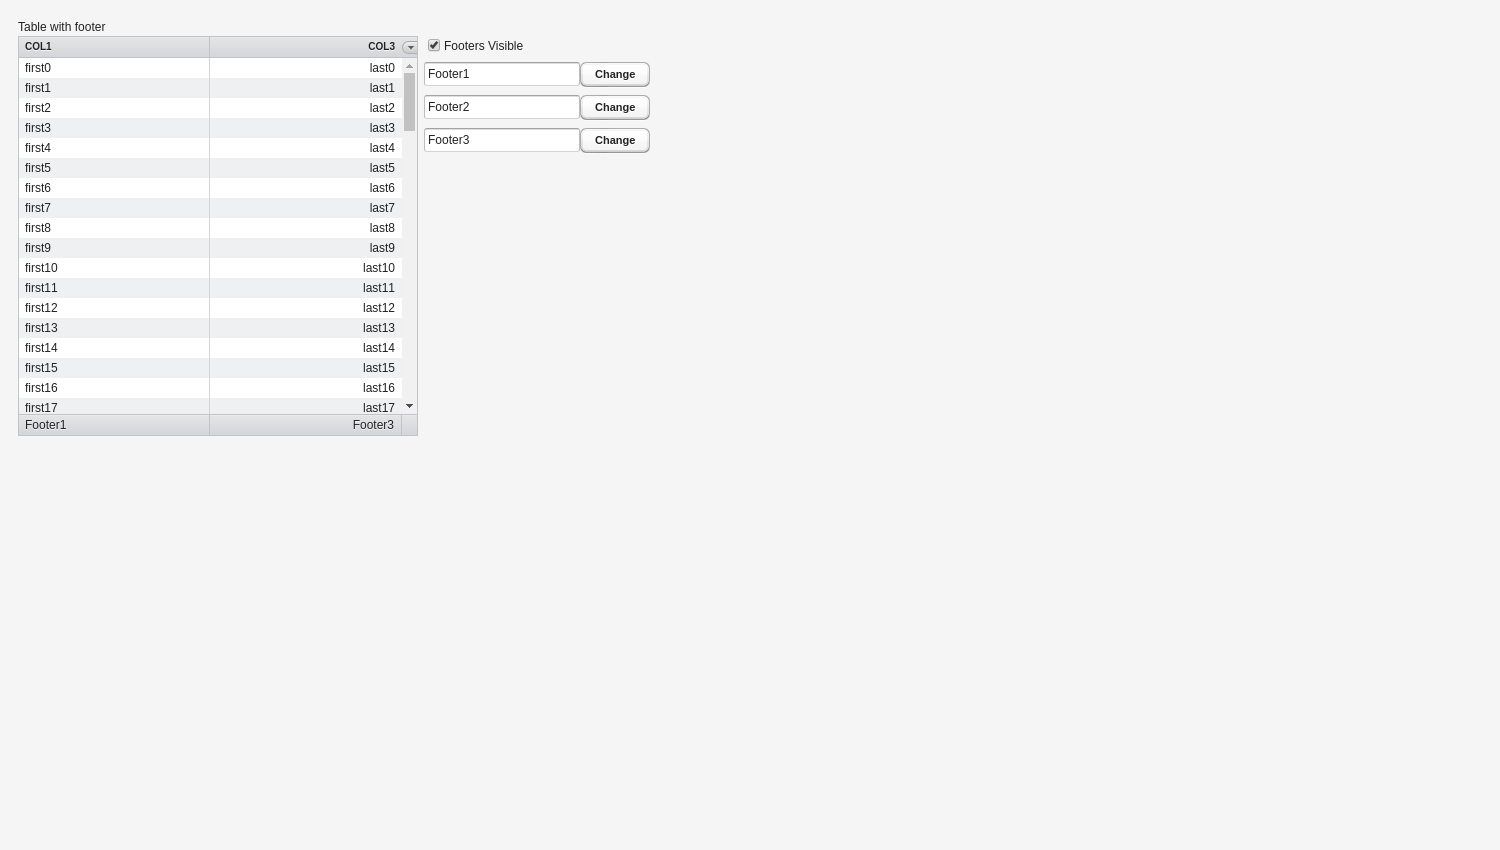 Table with footer
COL1 COL3
Footers Visible
first0 last0
Footer1 Change
first1 last1
first2 last2
Footer2 Change
first3 last3
Footer3 Change
first4 last4
first5 last5
first6 last6
first7 last7
first8 last8
first9 last9
first10 last10
first11 last11
first12 last12
first13 last13
first14 last14
first15 last15
first16 last16
first17 last17
Footer1 Footer3